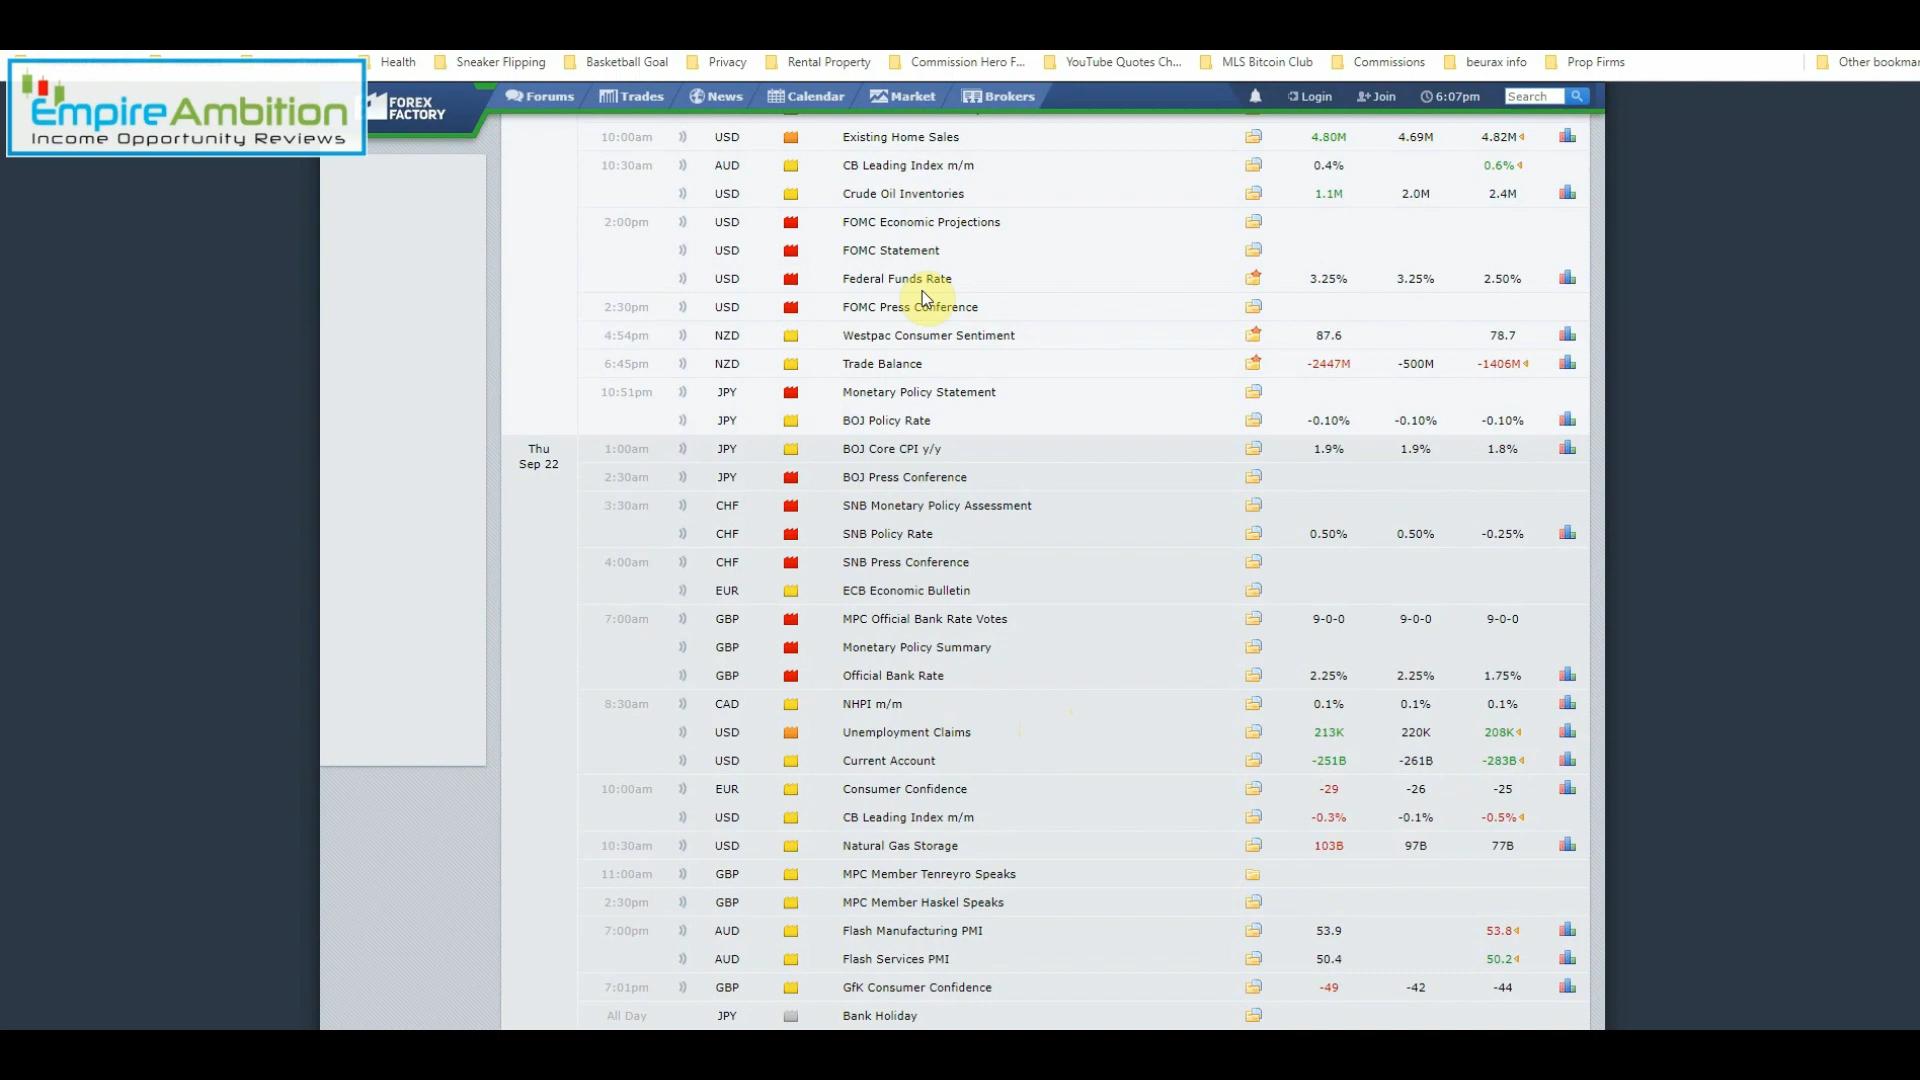 Health Sneaker Flipping Basketball Goal Privacy Rental Property Commission Hero F... YouTube Quotes Ch... MLS Bitcoin Club Commissions beurax info Prop Firms Other bookmar
EmpireAmbition
Income Opportunity Reviews
FOREX
FACTORY
Forums Trades News Calendar Market Brokers Login Join 6:07pm Search
10:00am USD Existing Home Sales 4.80M 4.69M 4.82M
10:30am AUD CB Leading Index m/m 0.4% 0.6%
USD Crude Oil Inventories 1.1M 2.0M 2.4M
2:00pm USD FOMC Economic Projections
USD FOMC Statement
USD Federal Funds Rate 3.25% 3.25% 2.50%
2:30pm USD FOMC Press Conference
4:54pm NZD Westpac Consumer Sentiment 87.6 78.7
6:45pm NZD Trade Balance -2447M -500M -1406M
10:51pm JPY Monetary Policy Statement
JPY BOJ Policy Rate -0.10% -0.10% -0.10%
Thu
Sep 22
1:00am JPY BOJ Core CPI y/y 1.9% 1.9% 1.8%
2:30am JPY BOJ Press Conference
3:30am CHF SNB Monetary Policy Assessment
CHF SNB Policy Rate 0.50% 0.50% -0.25%
4:00am CHF SNB Press Conference
EUR ECB Economic Bulletin
7:00am GBP MPC Official Bank Rate Votes 9-0-0 9-0-0 9-0-0
GBP Monetary Policy Summary
GBP Official Bank Rate 2.25% 2.25% 1.75%
8:30am CAD NHPI m/m 0.1% 0.1% 0.1%
USD Unemployment Claims 213K 220K 208K
USD Current Account -251B -261B -283B
10:00am EUR Consumer Confidence -29 -26 -25
USD CB Leading Index m/m -0.3% -0.1% -0.5%
10:30am USD Natural Gas Storage 103B 97B 77B
11:00am GBP MPC Member Tenreyro Speaks
2:30pm GBP MPC Member Haskel Speaks
7:00pm AUD Flash Manufacturing PMI 53.9 53.8
AUD Flash Services PMI 50.4 50.2
7:01pm GBP GfK Consumer Confidence -49 -42 -44
All Day JPY Bank Holiday